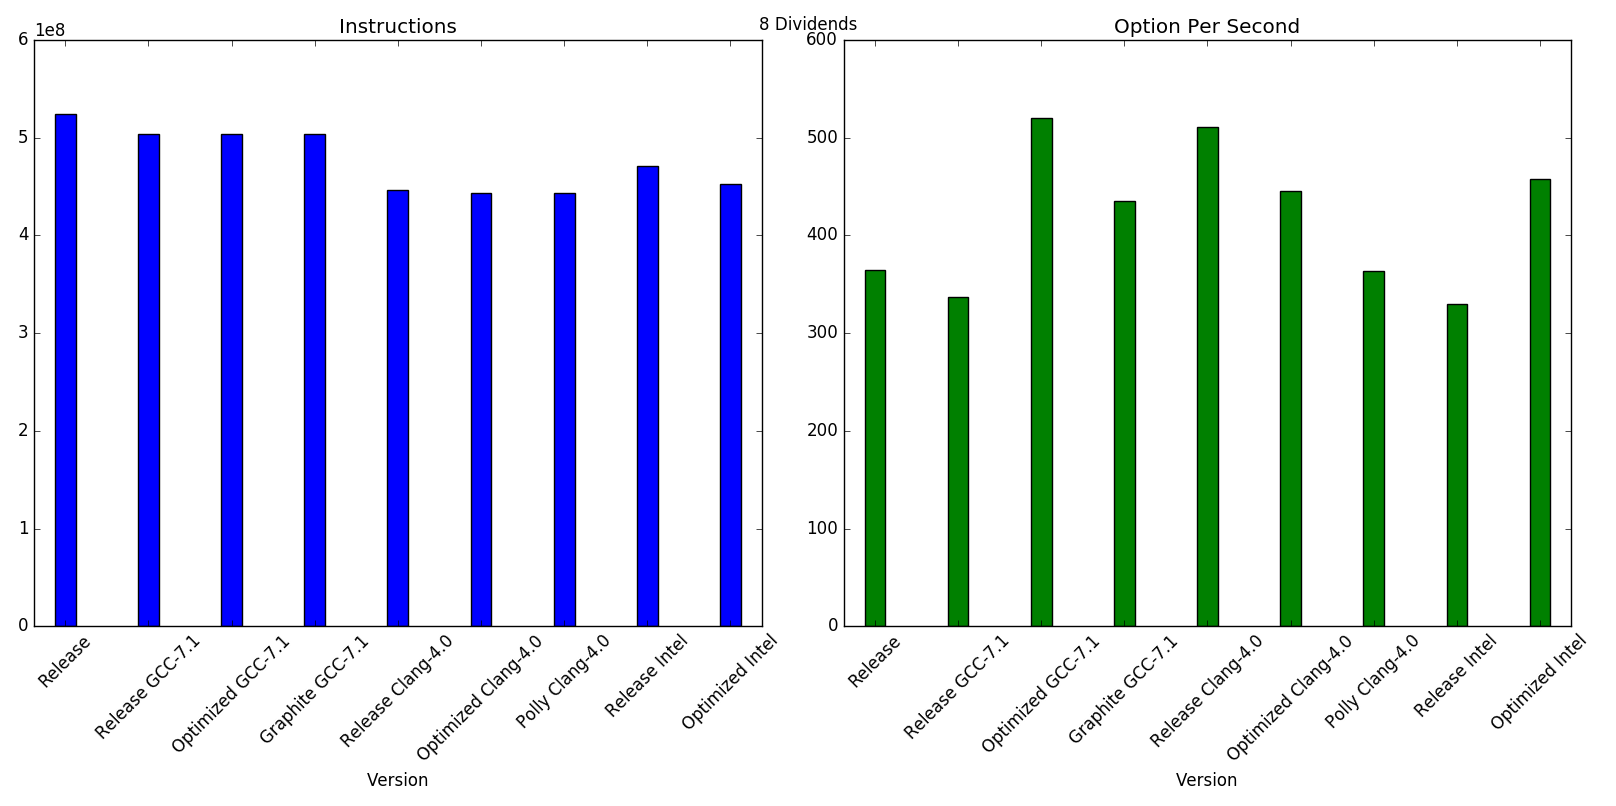 8 Dividends
Instructions
1e8
6
5
4
3
2
1
0
Release
Release GCC-7.1
Optimized GCC-7.1
Graphite GCC-7.1
Release Clang-4.0
Optimized Clang-4.0
Polly Clang-4.0
Release Intel
Optimized Intel
Version
Option Per Second
600
500
400
300
200
100
0
Release
Release GCC-7.1
Optimized GCC-7.1
Graphite GCC-7.1
Release Clang-4.0
Optimized Clang-4.0
Polly Clang-4.0
Release Intel
Optimized Intel
Version